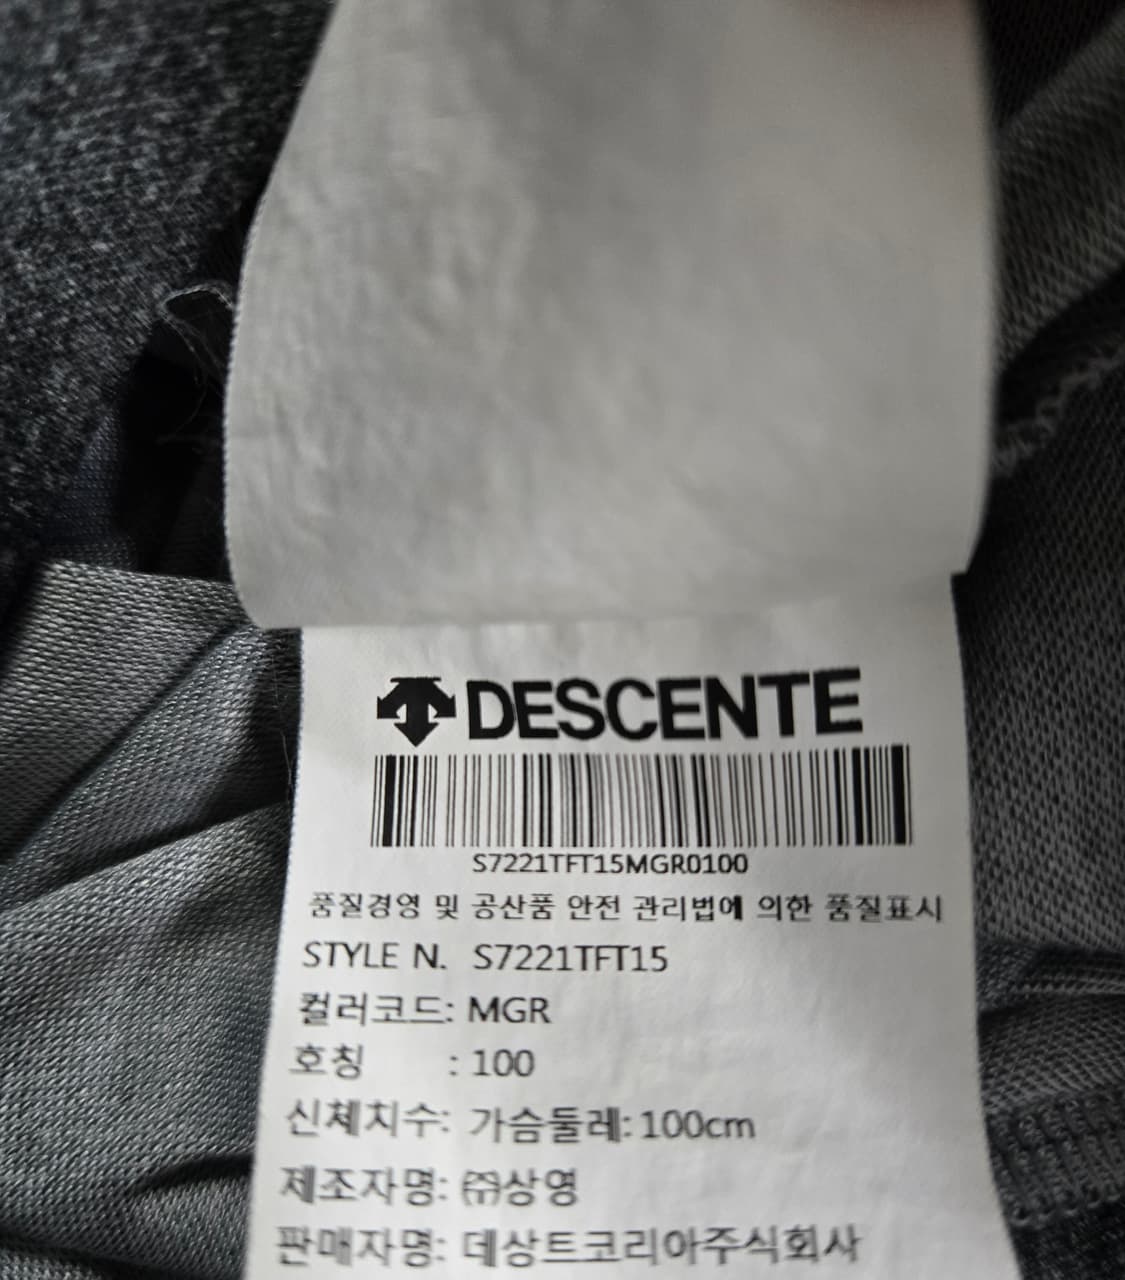 DESCENTE
S7221TFT15MGR0100
품질경영 및 공산품 안전 관리법에 의한 품질표시
STYLE N. S7221TFT15
컬러코드: MGR
호칭 : 100
신체치수: 가슴둘레: 100cm
제조자명: ㈜상영
판매자명: 데상트코리아주식회사